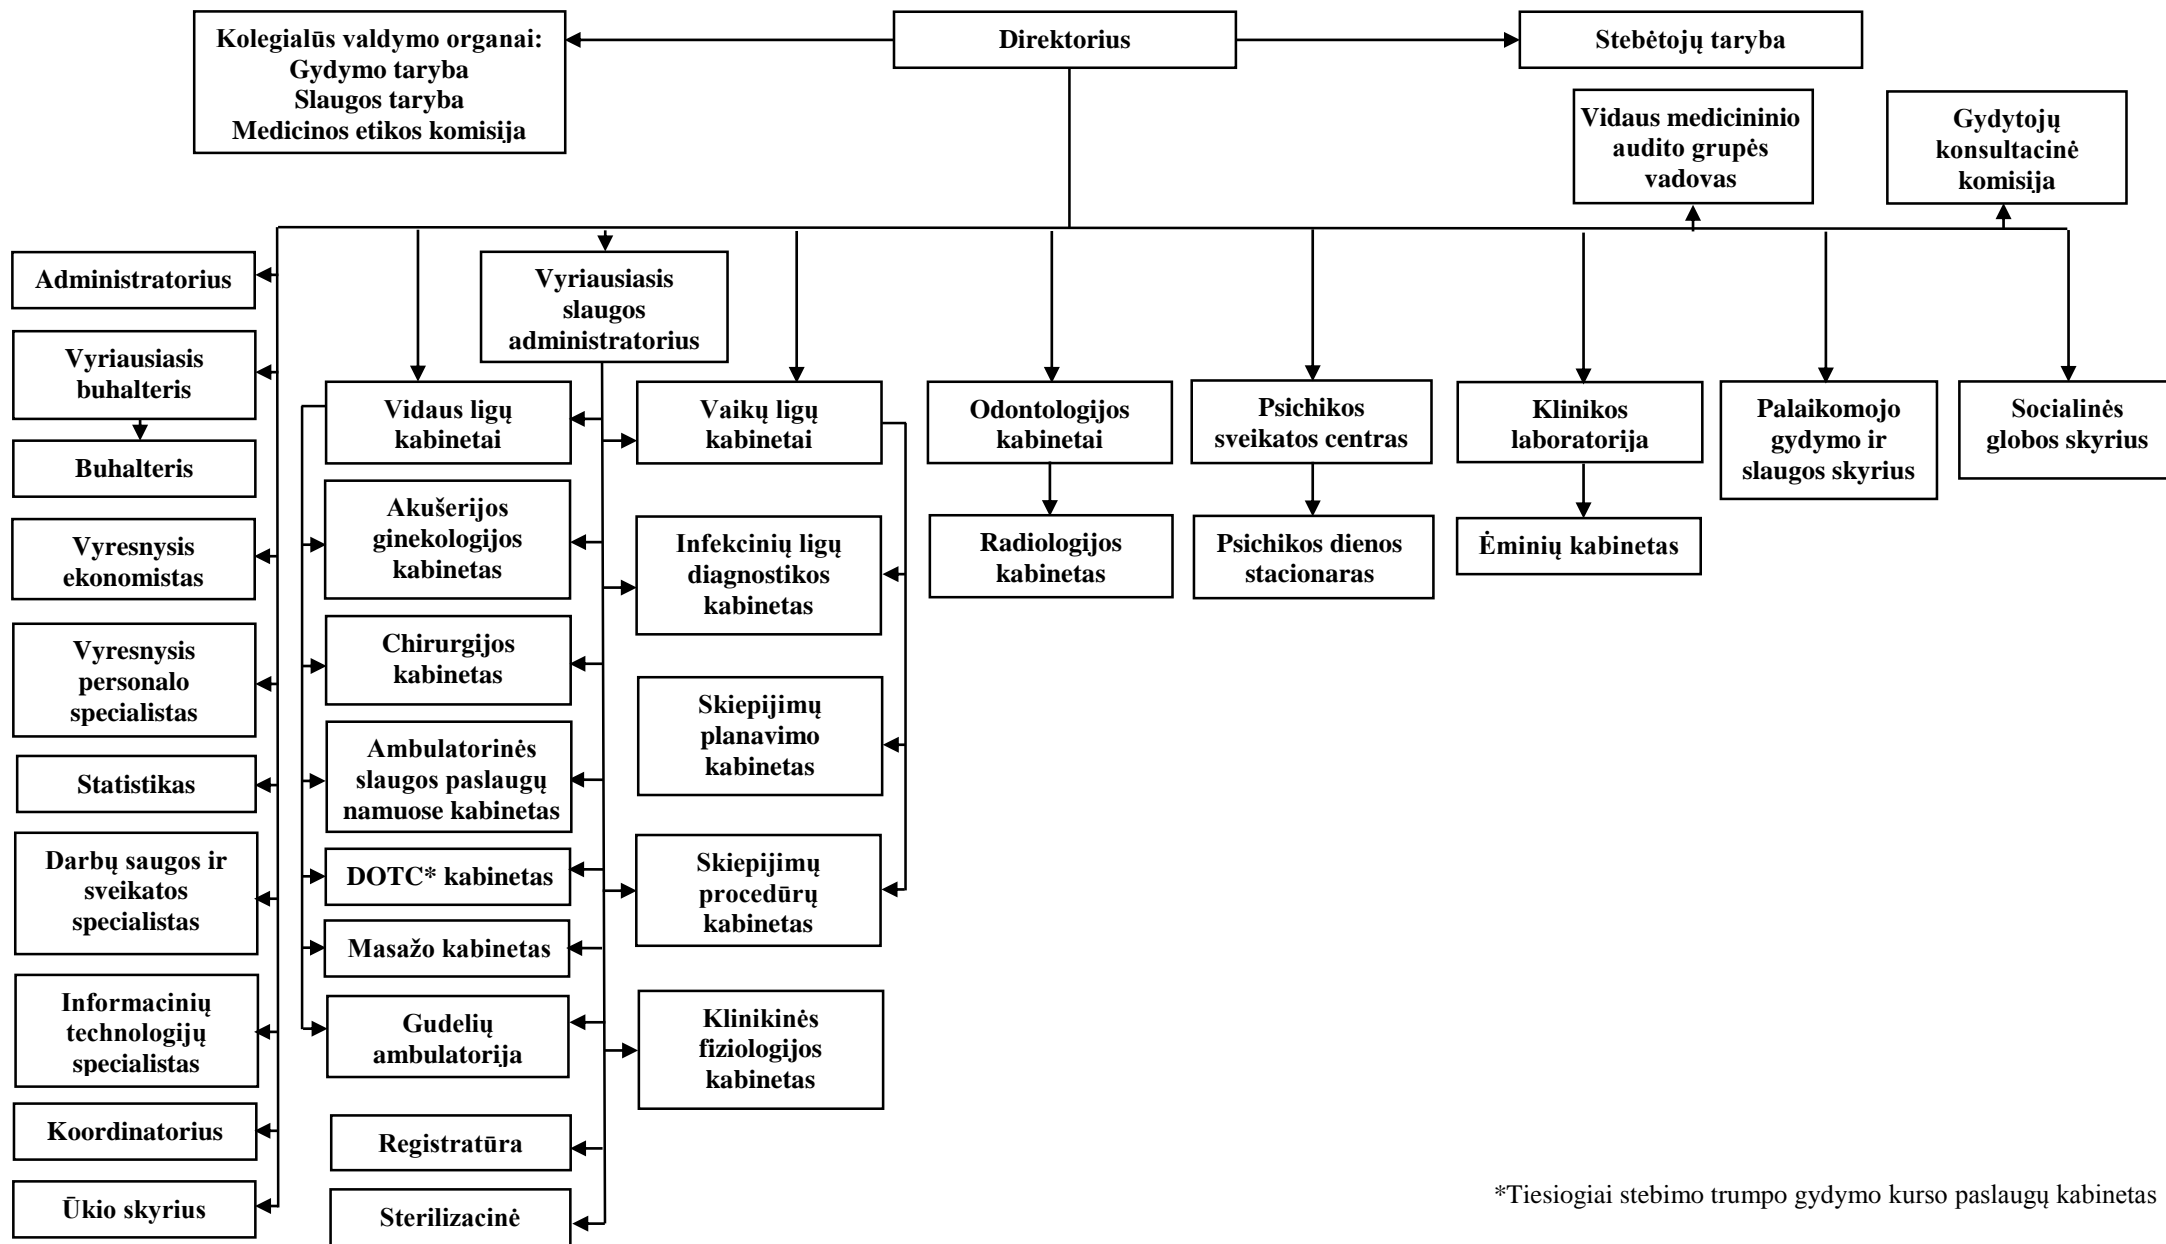 Kolegialūs valdymo organai:
Gydymo taryba
Slaugos taryba
Medicinos etikos komisija
Direktorius
Stebėtojų taryba
Vidaus medicininio
audito grupės
vadovas
Gydytojų
konsultacinė
komisija
Administratorius
Vyriausiasis
buhalteris
Buhalteris
Vyresnysis
ekonomistas
Vyresnysis
personalo
specialistas
Statistikas
Darbų saugos ir
sveikatos
specialistas
Informacinių
technologijų
specialistas
Koordinatorius
Ūkio skyrius
Vyriausiasis
slaugos
administratorius
Vidaus ligų
kabinetai
Akušerijos
ginekologijos
kabinetas
Chirurgijos
kabinetas
Ambulatorinės
slaugos paslaugų
namuose kabinetas
DOTC* kabinetas
Masažo kabinetas
Gudelių
ambulatorija
Registratūra
Sterilizacinė
Vaikų ligų
kabinetai
Infekcinių ligų
diagnostikos
kabinetas
Skiepijimų
planavimo
kabinetas
Skiepijimų
procedūrų
kabinetas
Klinikinės
fiziologijos
kabinetas
Odontologijos
kabinetai
Radiologijos
kabinetas
Psichikos
sveikatos centras
Psichikos dienos
stacionaras
Klinikos
laboratorija
Ėminių kabinetas
Palaikomojo
gydymo ir
slaugos skyrius
Socialinės
globos skyrius
*Tiesiogiai stebimo trumpo gydymo kurso paslaugų kabinetas